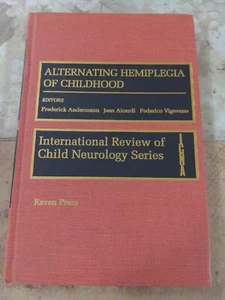 ALTERNATING HEMIPLEGIA
OF CHILDHOOD
EDITORS
Frederick Andermann Jean Aicardi Federico Vigevano
International Review of
Child Neurology Series
ICNA
Raven Press